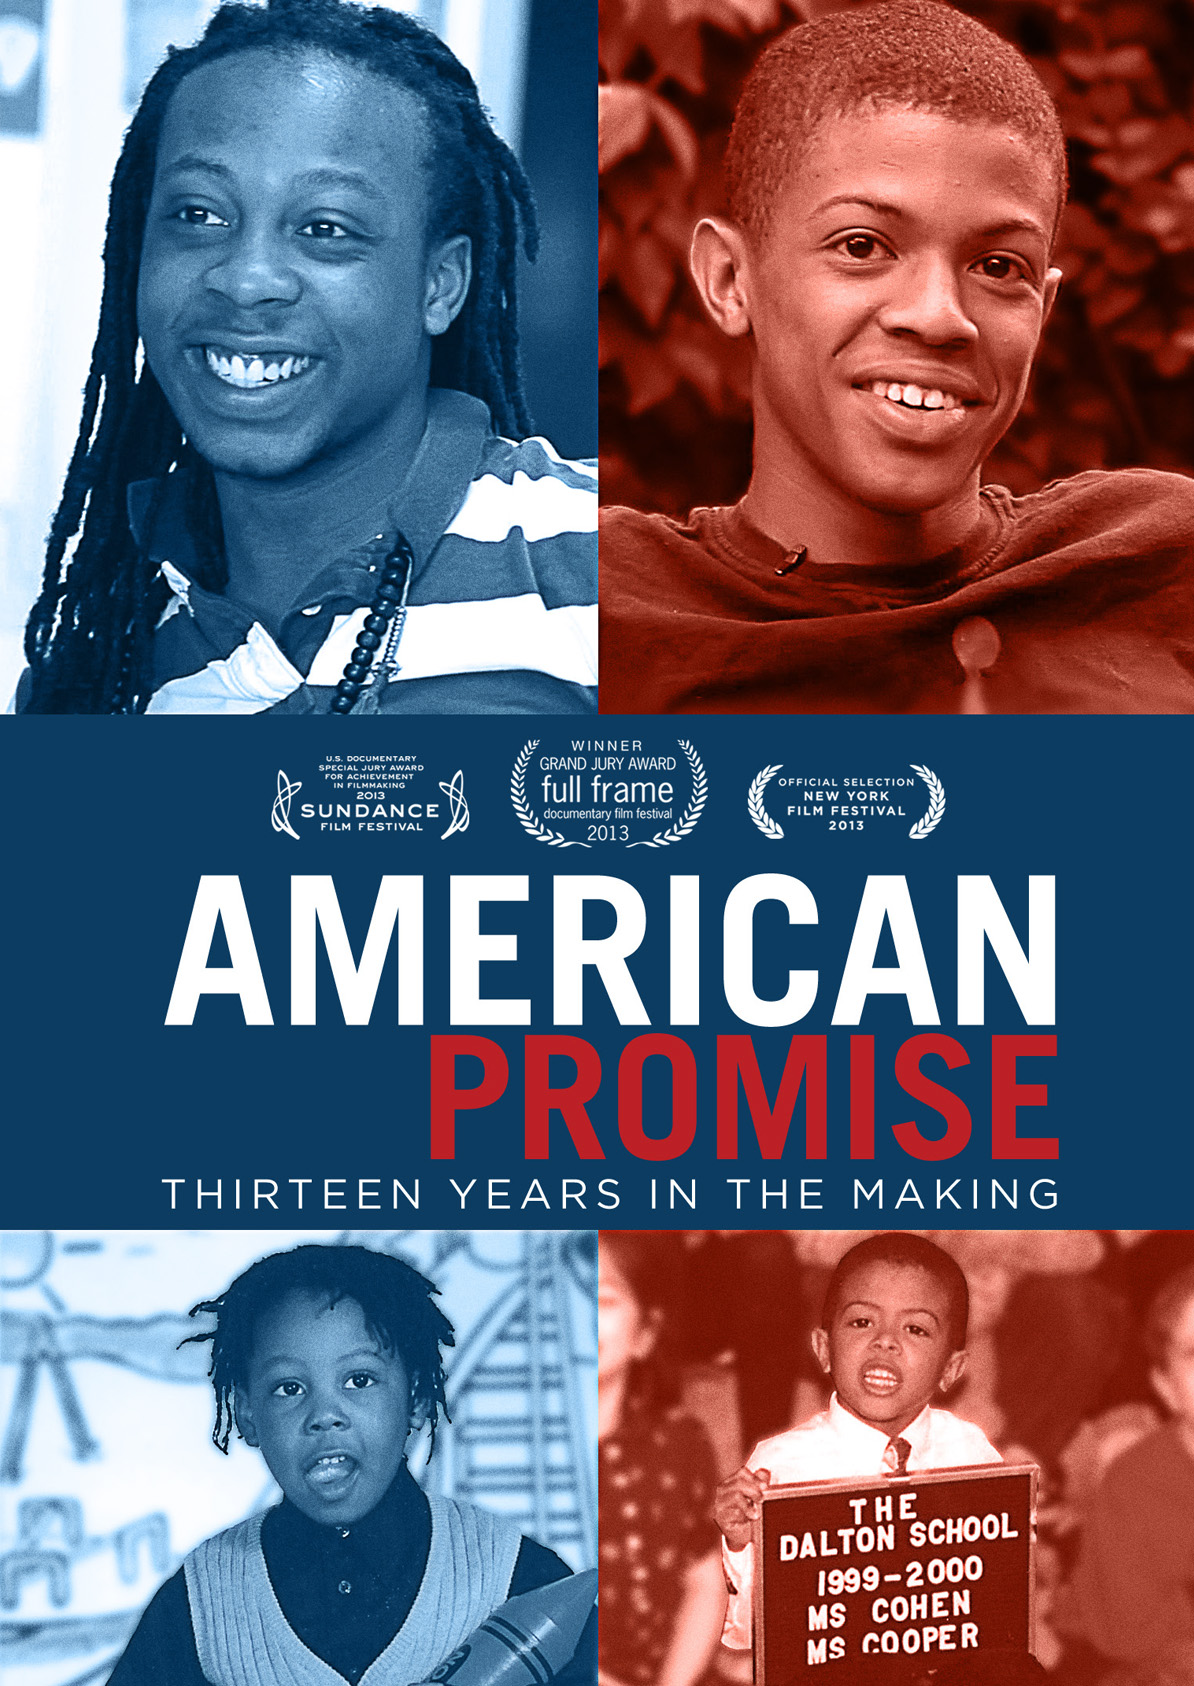 U.S. DOCUMENTARY
SPECIAL JURY AWARD
FOR ACHIEVEMENT
IN FILMMAKING
2013
SUNDANCE
FILM FESTIVAL
WINNER
GRAND JURY AWARD
full frame
documentary film festival
2013
OFFICIAL SELECTION
NEW YORK
FILM FESTIVAL
2013
AMERICAN
PROMISE
THIRTEEN YEARS IN THE MAKING
THE
DALTON SCHOOL
1999-2000
MS COHEN
MS COOPER